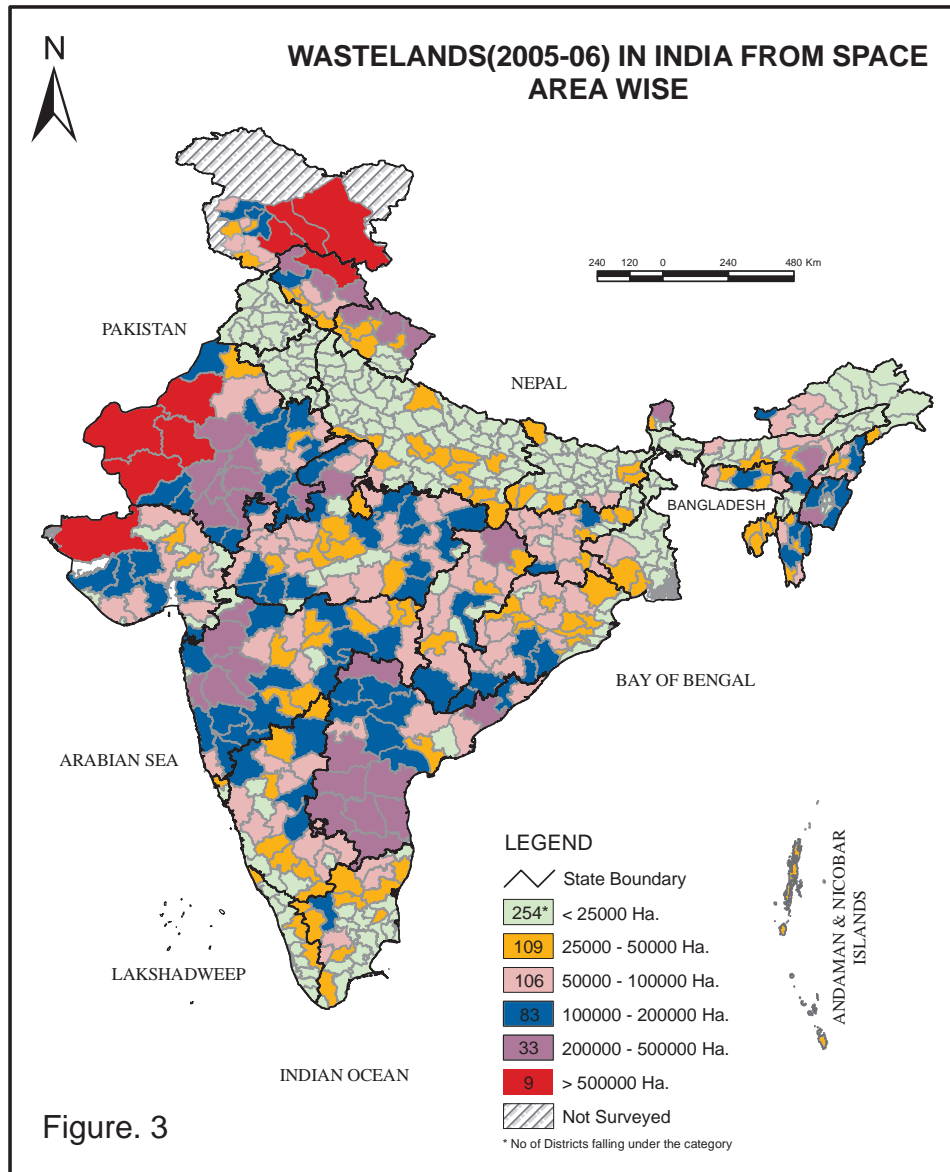 N
WASTELANDS(2005-06) IN INDIA FROM SPACE
AREA WISE
240 120 0 240 480 Km
PAKISTAN
NEPAL
BANGLADESH
BAY OF BENGAL
ARABIAN SEA
ANDAMAN & NICOBAR
ISLANDS
LAKSHADWEEP
INDIAN OCEAN
LEGEND
State Boundary
254* < 25000 Ha.
109 25000 - 50000 Ha.
106 50000 - 100000 Ha.
83 100000 - 200000 Ha.
33 200000 - 500000 Ha.
9 > 500000 Ha.
Not Surveyed
* No of Districts falling under the category
Figure. 3